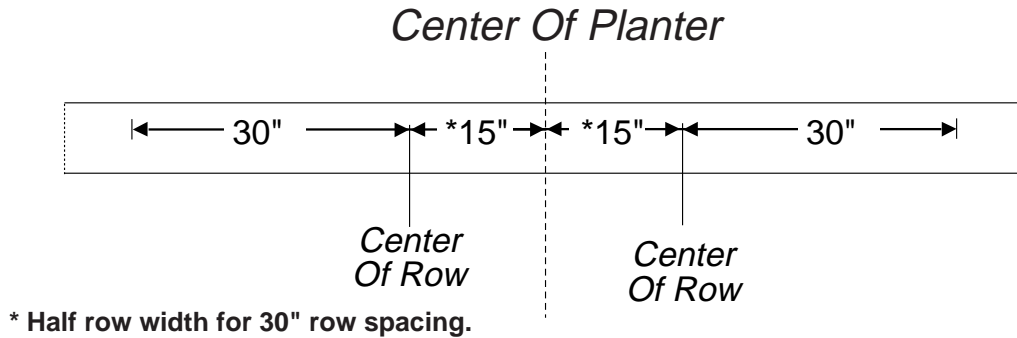 Center Of Planter
30" *15" *15" 30"
Center
Of Row
Center
Of Row
* Half row width for 30" row spacing.